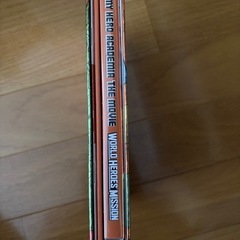 MY HERO ACADEMIA THE MOVIE
WORLD HEROES MISSION